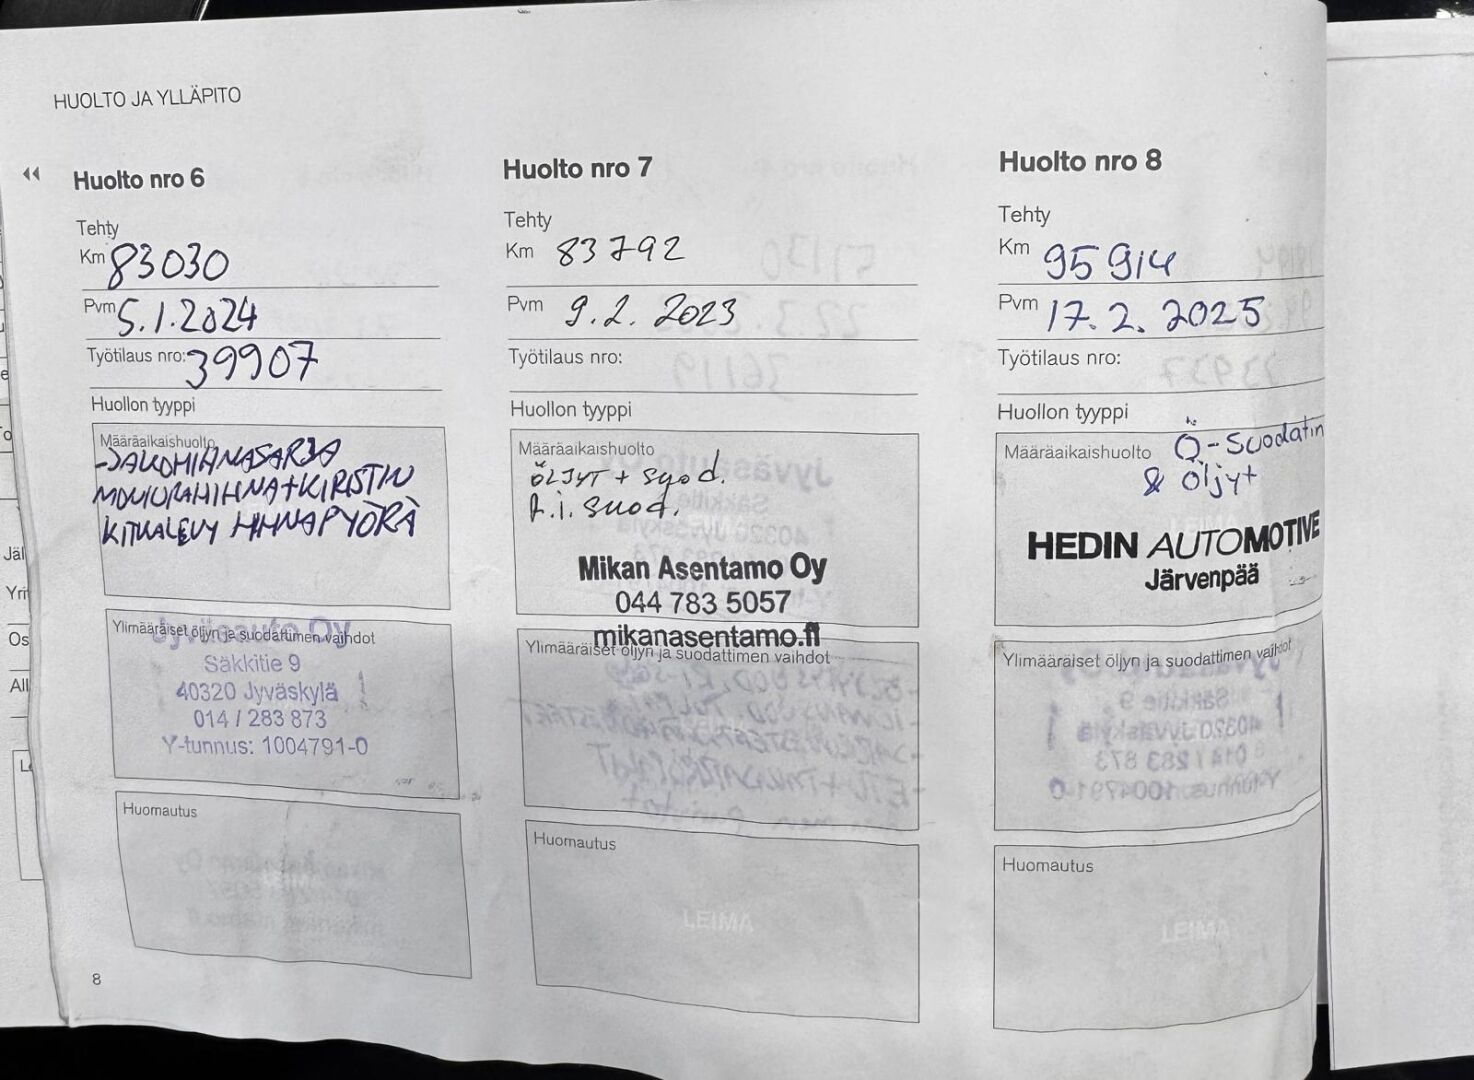 HUOLTO JA YLLÄPITO
Huolto nro 6
Tehty
Km 83030
Pvm 5.1.2024
Työtilaus nro: 39907
Huollon tyyppi
Määräaikaishuolto
-JAKOHIHNASARJA
MOOTORIHIHNA+KIRISTIN
KITKALEVY HIHNAPYÖRÄ
Ylimääräiset öljyn ja suodattimen vaihdot
Jyväsauto Oy
Säkkitie 9
40320 Jyväskylä
014 / 283 873
Y-tunnus: 1004791-0
Huomautus
8
Huolto nro 7
Tehty
Km 83792
Pvm 9.2.2023
Työtilaus nro:
Huollon tyyppi
Määräaikaishuolto
ÖLJYT + suod.
R.i. suod.
Mikan Asentamo Oy
044 783 5057
mikanasentamo.fi
Ylimääräiset öljyn ja suodattimen vaihdot
Huomautus
LEIMA
Huolto nro 8
Tehty
Km 95914
Pvm 17.2.2025
Työtilaus nro:
Huollon tyyppi
Määräaikaishuolto
Ö-suodatin
& öljyt
HEDIN AUTOMOTIVE
Järvenpää
Ylimääräiset öljyn ja suodattimen vaihdot
Huomautus
LEIMA